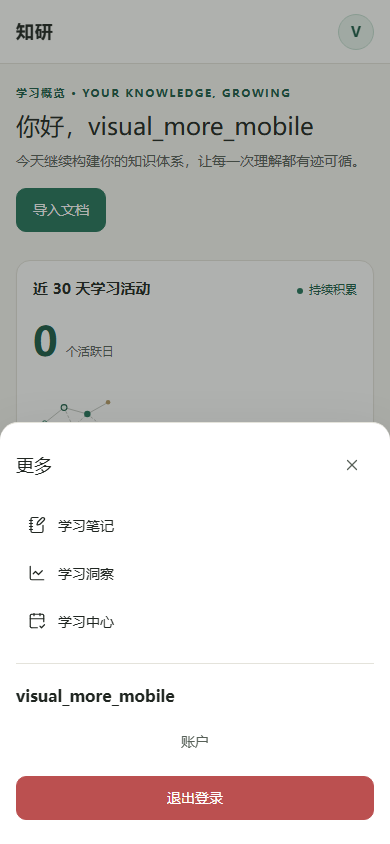 知研
V
学习概览 • YOUR KNOWLEDGE, GROWING
你好，visual_more_mobile
今天继续构建你的知识体系，让每一次理解都有迹可循。
导入文档
近 30 天学习活动
持续积累
0 个活跃日
更多
学习笔记
学习洞察
学习中心
visual_more_mobile
账户
退出登录